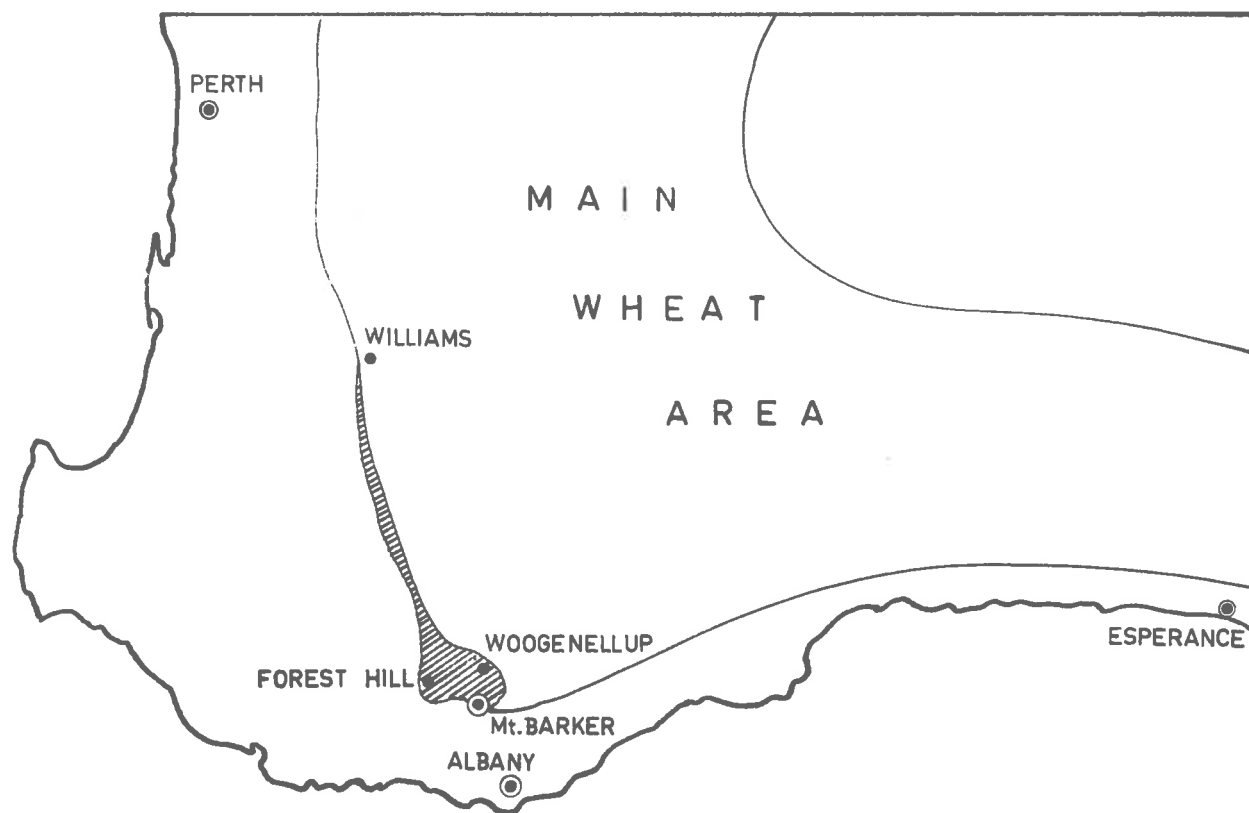 PERTH
MAIN
WHEAT
WILLIAMS
AREA
WOOGENELLUP
ESPERANCE
FOREST HILL
Mt.BARKER
ALBANY